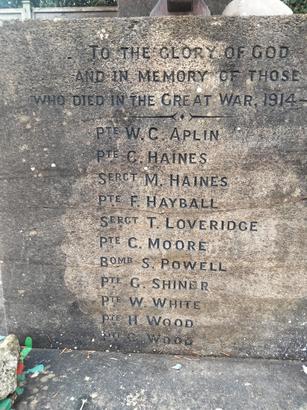 TO THE GLORY OF GOD
AND IN MEMORY OF THOSE
WHO DIED IN THE GREAT WAR, 1914–
PTE W. C. APLIN
PTE C. HAINES
SERGT M. HAINES
PTE F. HAYBALL
SERGT T. LOVERIDGE
PTE C. MOORE
BOMB S. POWELL
PTE G. SHINER
PTE W. WHITE
PTE H WOOD
PTE WOOD